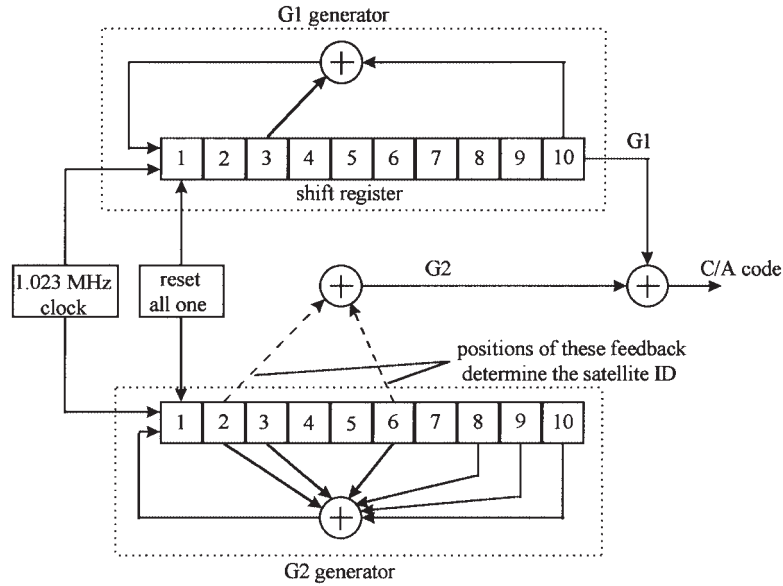 G1 generator
1 2 3 4 5 6 7 8 9 10
G1
shift register
1.023 MHz
clock
reset
all one
G2
C/A code
positions of these feedback
determine the satellite ID
1 2 3 4 5 6 7 8 9 10
G2 generator